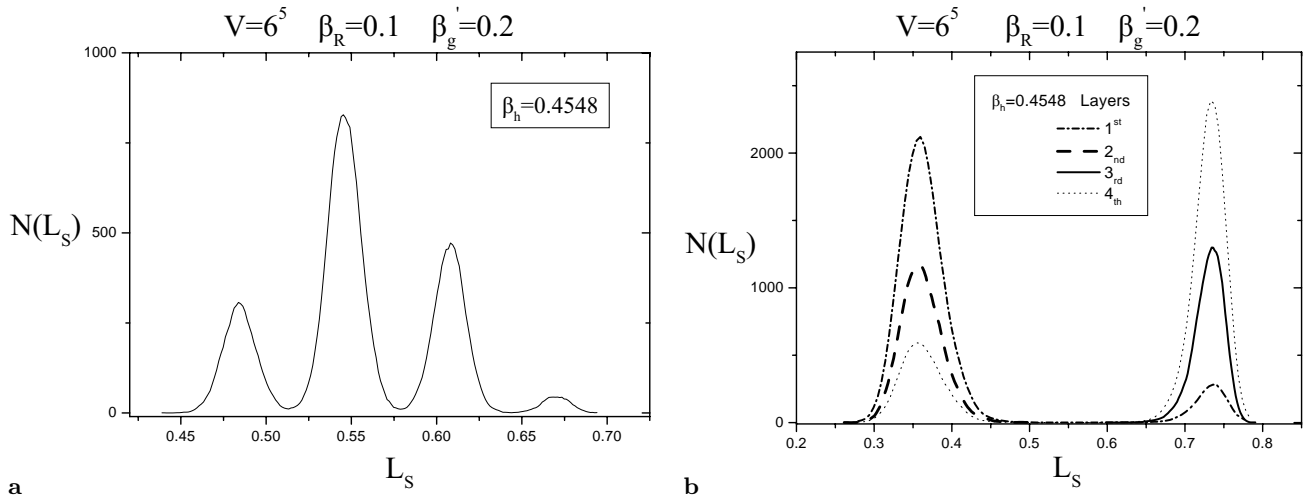 V=6^5 β_R=0.1 β_g'=0.2
1000
500
0
N(L_S)
β_h=0.4548
0.45 0.50 0.55 0.60 0.65 0.70
L_S
a
V=6^5 β_R=0.1 β_g'=0.2
2000
1000
0
N(L_S)
β_h=0.4548 Layers
1^st
2_nd
3_rd
4_th
0.2 0.3 0.4 0.5 0.6 0.7 0.8
L_S
b